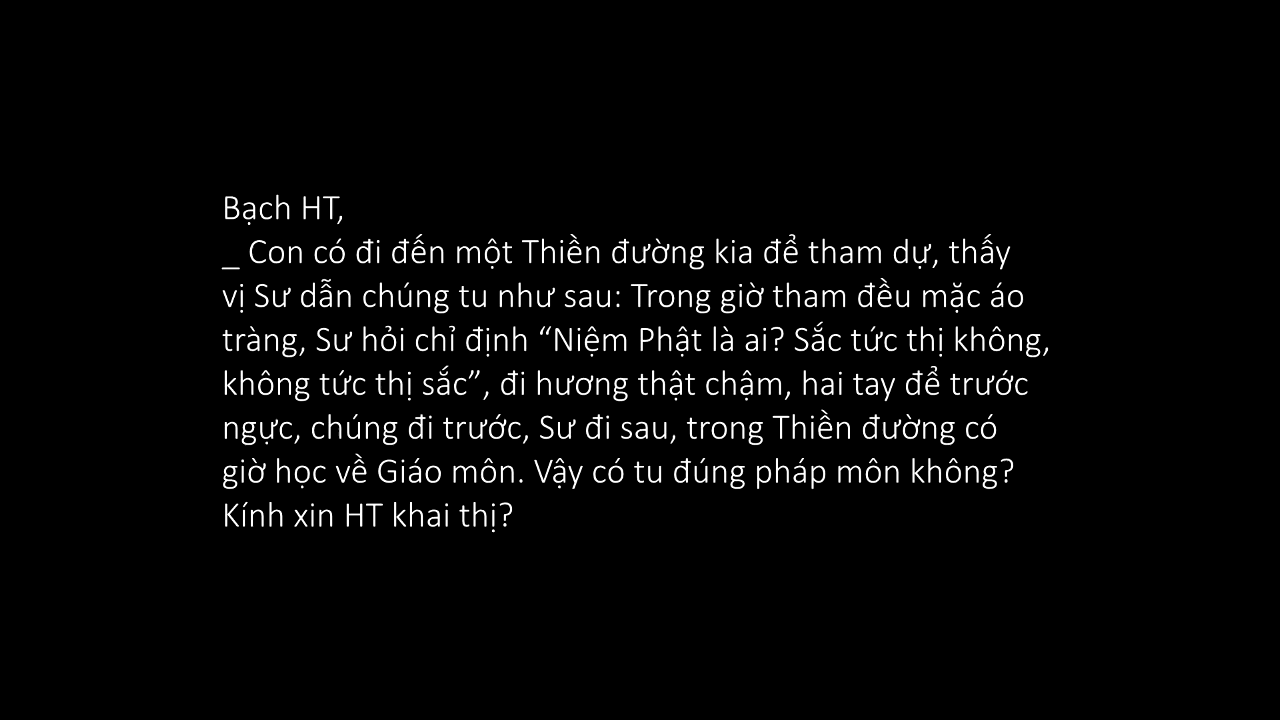 Bạch HT,
_ Con có đi đến một Thiền đường kia để tham dự, thấy
vị Sư dẫn chúng tu như sau: Trong giờ tham đều mặc áo
tràng, Sư hỏi chỉ định “Niệm Phật là ai? Sắc tức thị không,
không tức thị sắc”, đi hương thật chậm, hai tay để trước
ngực, chúng đi trước, Sư đi sau, trong Thiền đường có
giờ học về Giáo môn. Vậy có tu đúng pháp môn không?
Kính xin HT khai thị?